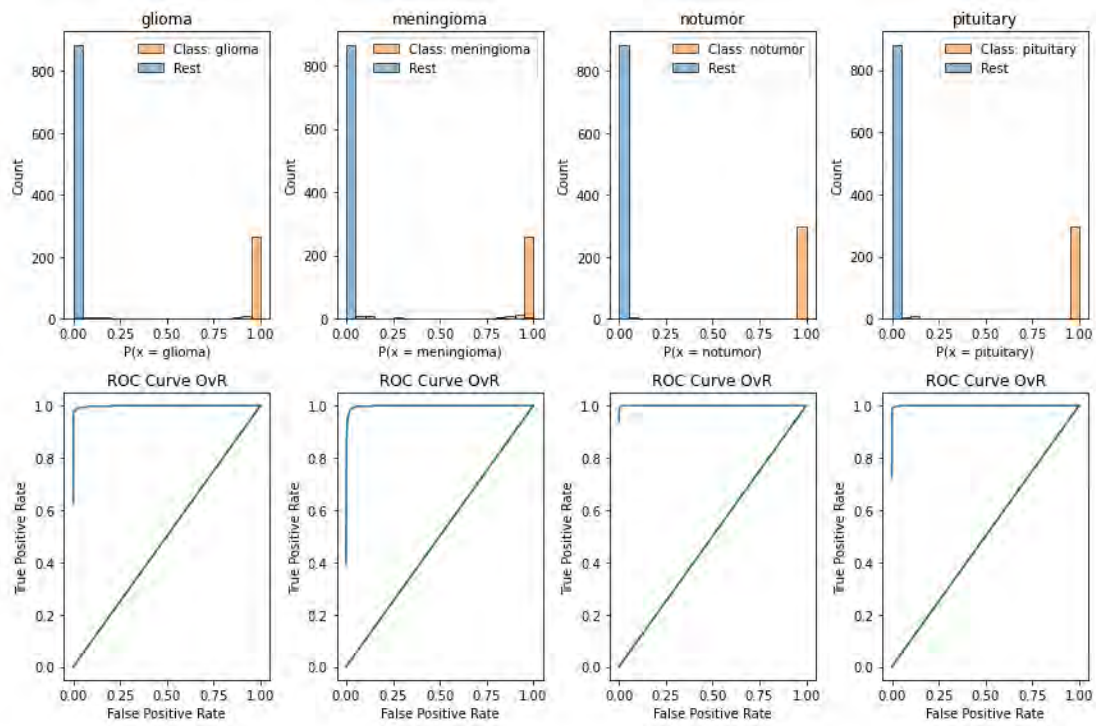 glioma
Class: glioma
Rest
800
600
400
200
0
Count
0.00 0.25 0.50 0.75 1.00
P(x = glioma)
meningioma
Class: meningioma
Rest
800
600
400
200
0
Count
0.00 0.25 0.50 0.75 1.00
P(x = meningioma)
notumor
Class: notumor
Rest
800
600
400
200
0
Count
0.00 0.25 0.50 0.75 1.00
P(x = notumor)
pituitary
Class: pituitary
Rest
800
600
400
200
0
Count
0.00 0.25 0.50 0.75 1.00
P(x = pituitary)
ROC Curve OvR
1.0
0.8
0.6
0.4
0.2
0.0
True Positive Rate
0.00 0.25 0.50 0.75 1.00
False Positive Rate
ROC Curve OvR
1.0
0.8
0.6
0.4
0.2
0.0
True Positive Rate
0.00 0.25 0.50 0.75 1.00
False Positive Rate
ROC Curve OvR
1.0
0.8
0.6
0.4
0.2
0.0
True Positive Rate
0.00 0.25 0.50 0.75 1.00
False Positive Rate
ROC Curve OvR
1.0
0.8
0.6
0.4
0.2
0.0
True Positive Rate
0.00 0.25 0.50 0.75 1.00
False Positive Rate